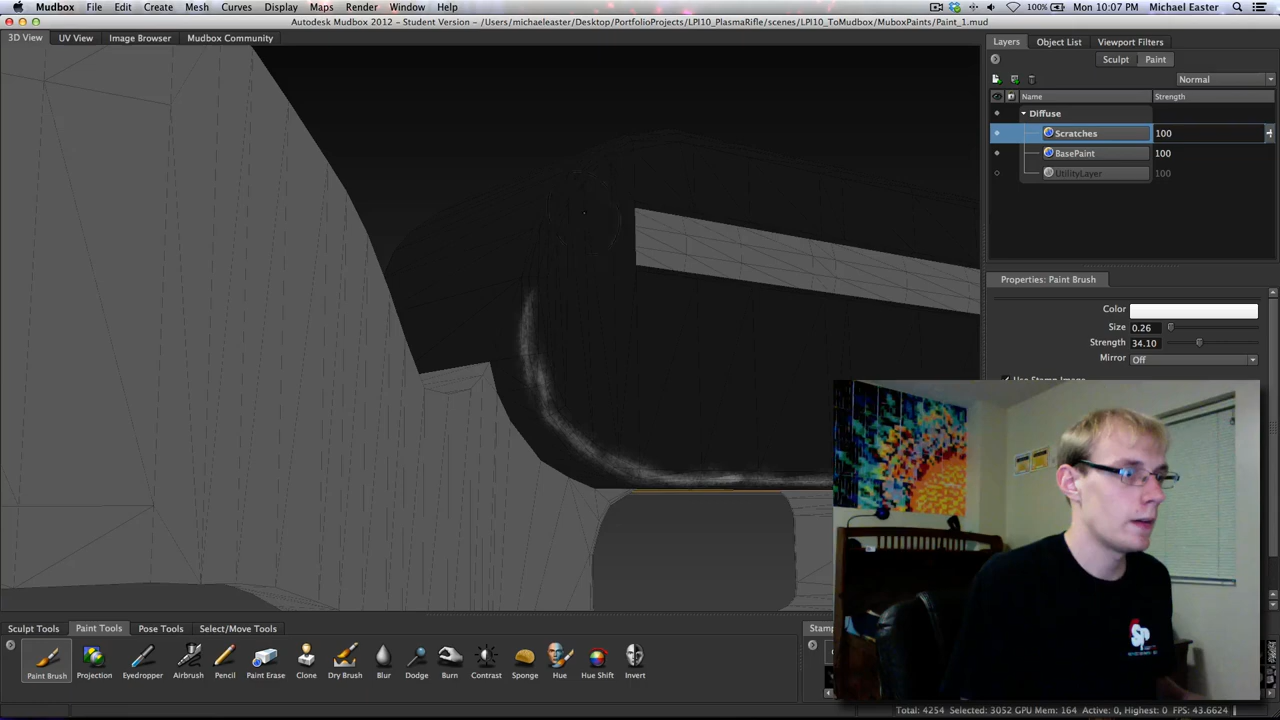 Mudbox File Edit Create Mesh Curves Display Maps Render Window Help 100% Mon 10:07 PM Michael Easter
Autodesk Mudbox 2012 - Student Version - /Users/michaeleaster/Desktop/PortfolioProjects/LPI10_PlasmaRifle/scenes/LPI10_ToMudbox/MuboxPaints/Paint_1.mud
3D View UV View Image Browser Mudbox Community
Layers Object List Viewport Filters
Sculpt Paint
Normal
Name Strength
Diffuse
Scratches 100
BasePaint 100
UtilityLayer 100
Properties: Paint Brush
Color
Size 0.26
Strength 34.10
Mirror Off
Use Stamp Image
Sculpt Tools Paint Tools Pose Tools Select/Move Tools
Stamp
Paint Brush Projection Eyedropper Airbrush Pencil Paint Erase Clone Dry Brush Blur Dodge Burn Contrast Sponge Hue Hue Shift Invert
SP
Total: 4254 Selected: 3052 GPU Mem: 164 Active: 0, Highest: 0 FPS: 43.6624